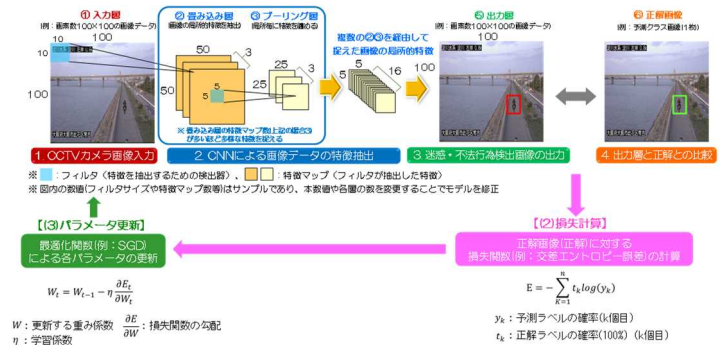 ①入力層
(例：画素数100×100の画像データ)
100
10
10
100
②畳み込み層
(画像の局所的特徴を抽出)
③プーリング層
(局所毎に特徴を纏める)
50
3
50
5
5
25
3
25
※畳み込み層の特徴マップ数(上記の場合3)
が多いほど多様な特徴を捉える
複数の②③を経由して
捉えた画像の局所的特徴
5
16
5
⑤出力層
(例：画素数100×100の画像データ)
100
100
⑥正解画像
(例：予測クラス画像(1枚))
1. CCTVカメラ画像入力
2. CNNによる画像データの特徴抽出
3. 迷惑・不法行為検出画像の出力
4. 出力層と正解との比較
※ ：フィルタ（特徴を抽出するための検出器）、 ：特徴マップ（フィルタが抽出した特徴）
※ 図内の数値(フィルタサイズや特徴マップ数等)はサンプルであり、本数値や各層の数を変更することでモデルを修正
【(3)パラメータ更新】
最適化関数(例：SGD)
による各パラメータの更新
W_t = W_{t-1} − η ∂E_t/∂W_t
W：更新する重み係数 ∂E/∂W：損失関数の勾配
η：学習係数
【(2)損失計算】
正解画像(正解)に対する
損失関数(例：交差エントロピー誤差)の計算
E = −∑_{K=1}^{n} t_k log(y_k)
y_k：予測ラベルの確率(k個目)
t_k：正解ラベルの確率(100%) (k個目)